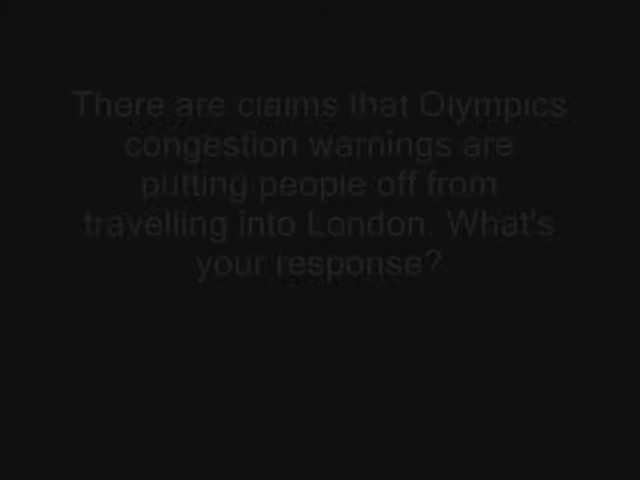 There are claims that Olympics
congestion warnings are
putting people off from
travelling into London. What's
your response?